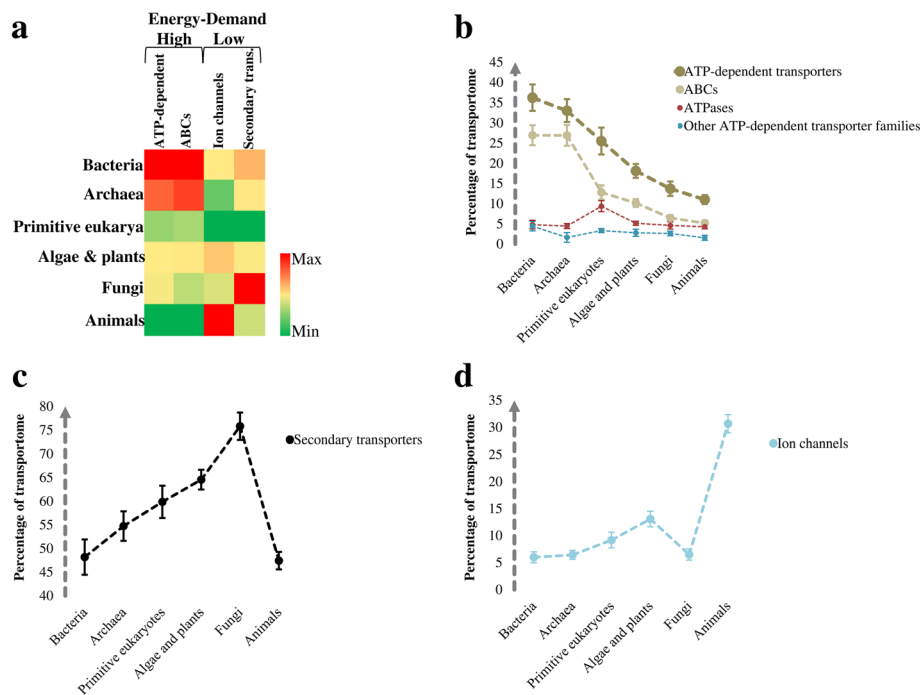 a
Energy-Demand
High Low
ATP-dependent
ABCs
Ion channels
Secondary trans.
Bacteria
Archaea
Primitive eukarya
Algae & plants
Fungi
Animals
Max
Min
b
Percentage of transportome
45
40
35
30
25
20
15
10
5
0
Bacteria
Archaea
Primitive eukaryotes
Algae and plants
Fungi
Animals
ATP-dependent transporters
ABCs
ATPases
Other ATP-dependent transporter families
c
Percentage of transportome
80
75
70
65
60
55
50
45
40
Bacteria
Archaea
Primitive eukaryotes
Algae and plants
Fungi
Animals
Secondary transporters
d
Percentage of transportome
35
30
25
20
15
10
5
0
Bacteria
Archaea
Primitive eukaryotes
Algae and plants
Fungi
Animals
Ion channels